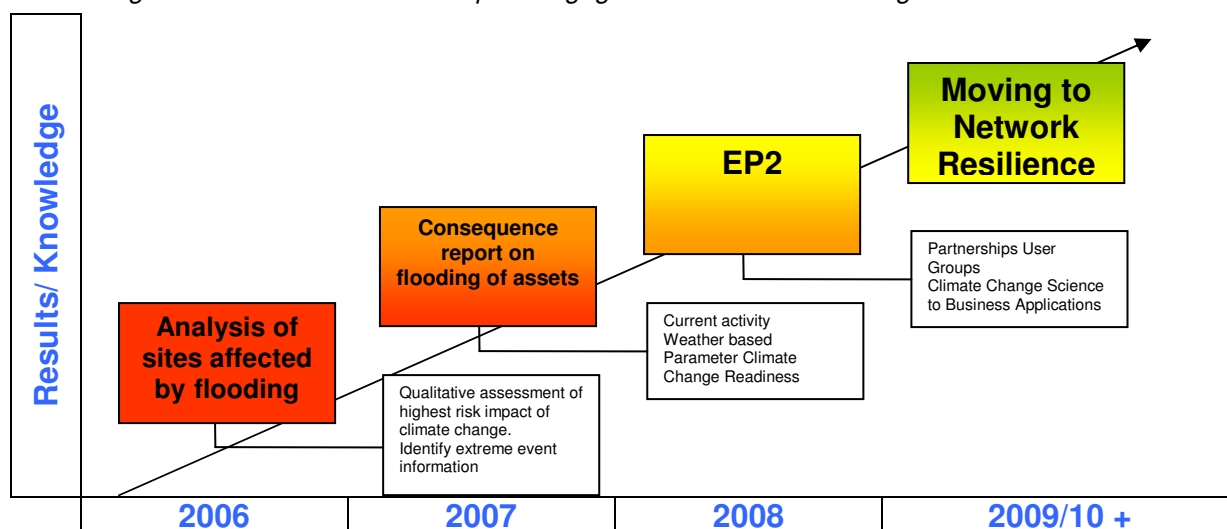 Results/ Knowledge
Moving to
Network
Resilience
EP2
Consequence
report on
flooding of assets
Analysis of
sites affected
by flooding
Partnerships User
Groups
Climate Change Science
to Business Applications
Current activity
Weather based
Parameter Climate
Change Readiness
Qualitative assessment of
highest risk impact of
climate change.
Identify extreme event
information
2006
2007
2008
2009/10 +